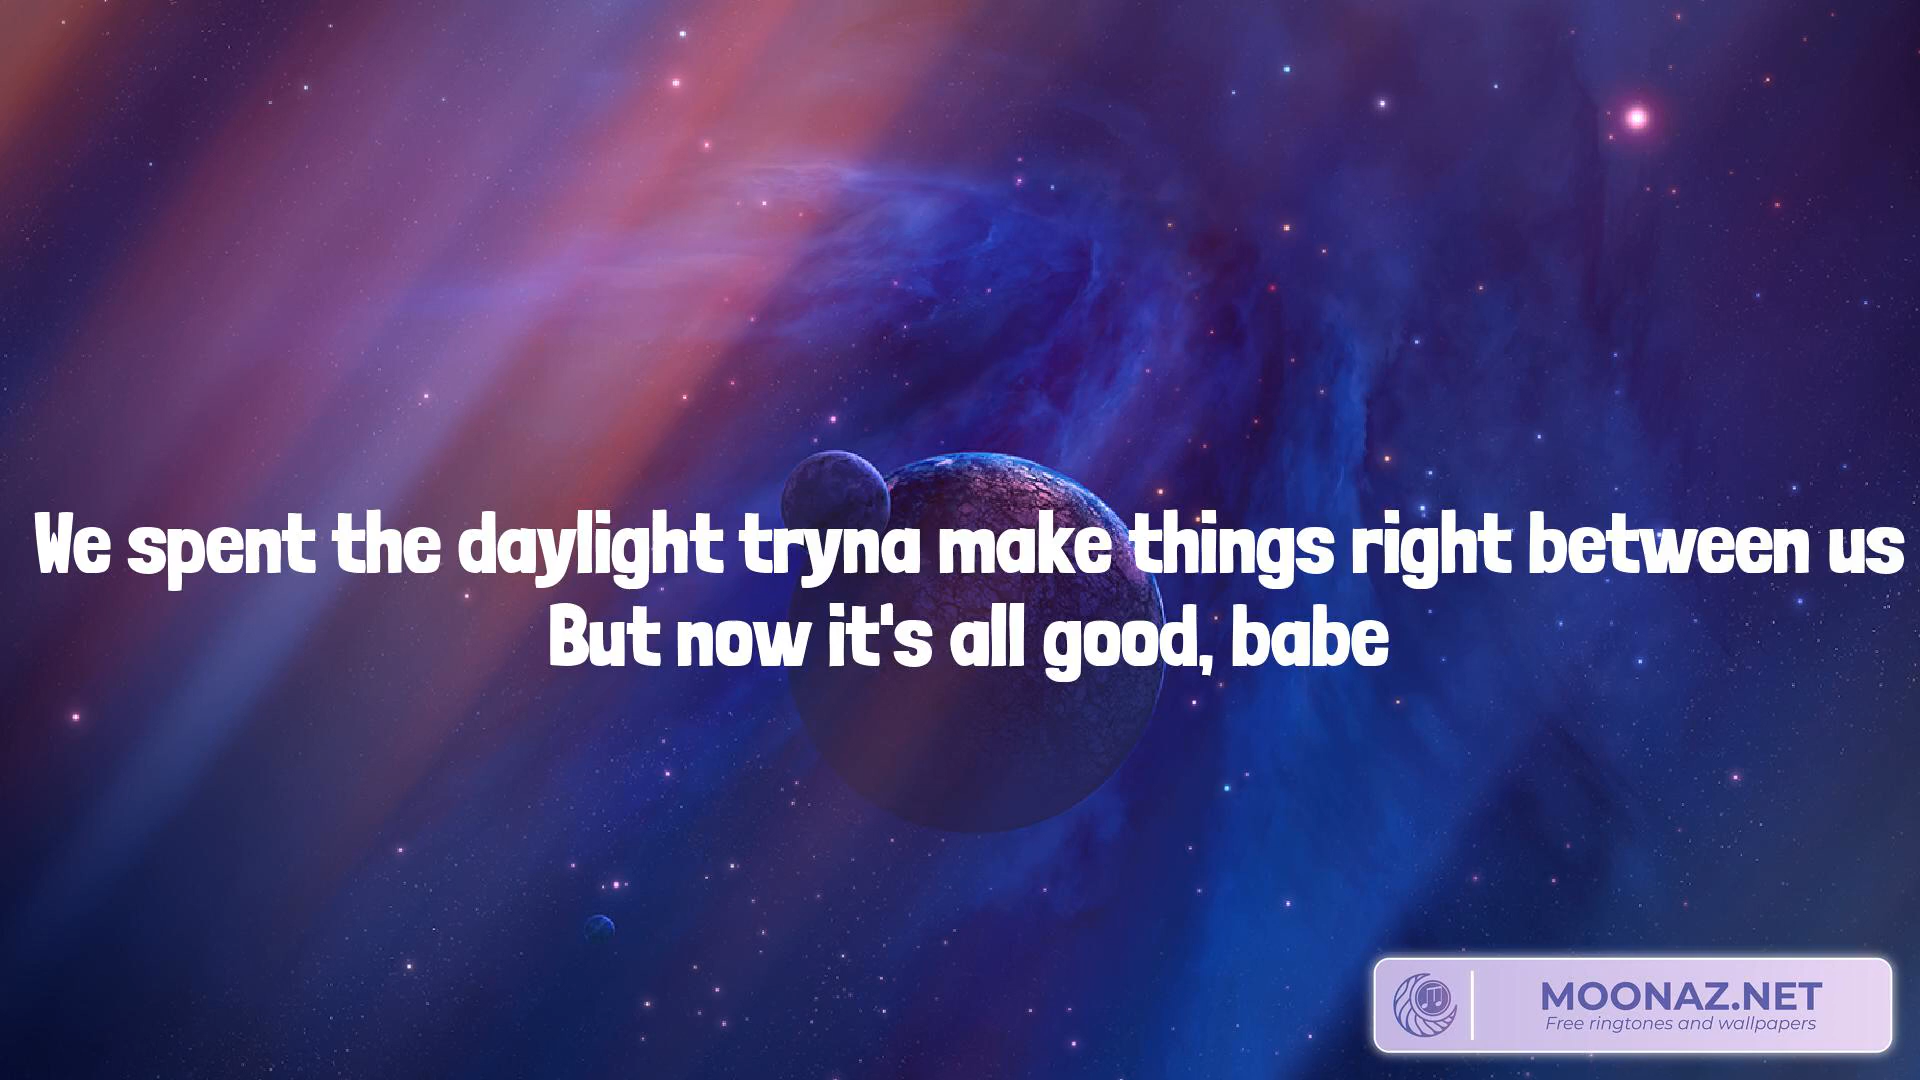 We spent the daylight tryna make things right between us
But now it's all good, babe
MOONAZ.NET
Free ringtones and wallpapers